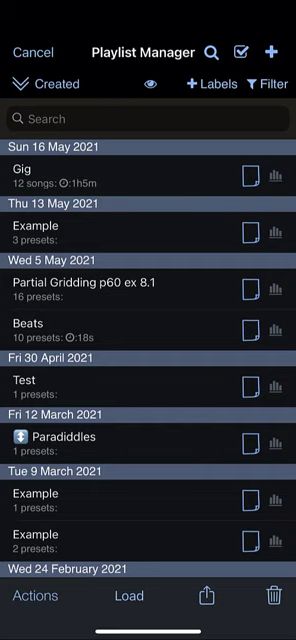 Cancel Playlist Manager
Created + Labels Filter
Search
Sun 16 May 2021
Gig
12 songs: :1h5m
Thu 13 May 2021
Example
3 presets:
Wed 5 May 2021
Partial Gridding p60 ex 8.1
16 presets:
Beats
10 presets: :18s
Fri 30 April 2021
Test
1 presets:
Fri 12 March 2021
Paradiddles
1 presets:
Tue 9 March 2021
Example
1 presets:
Example
2 presets:
Wed 24 February 2021
Actions Load